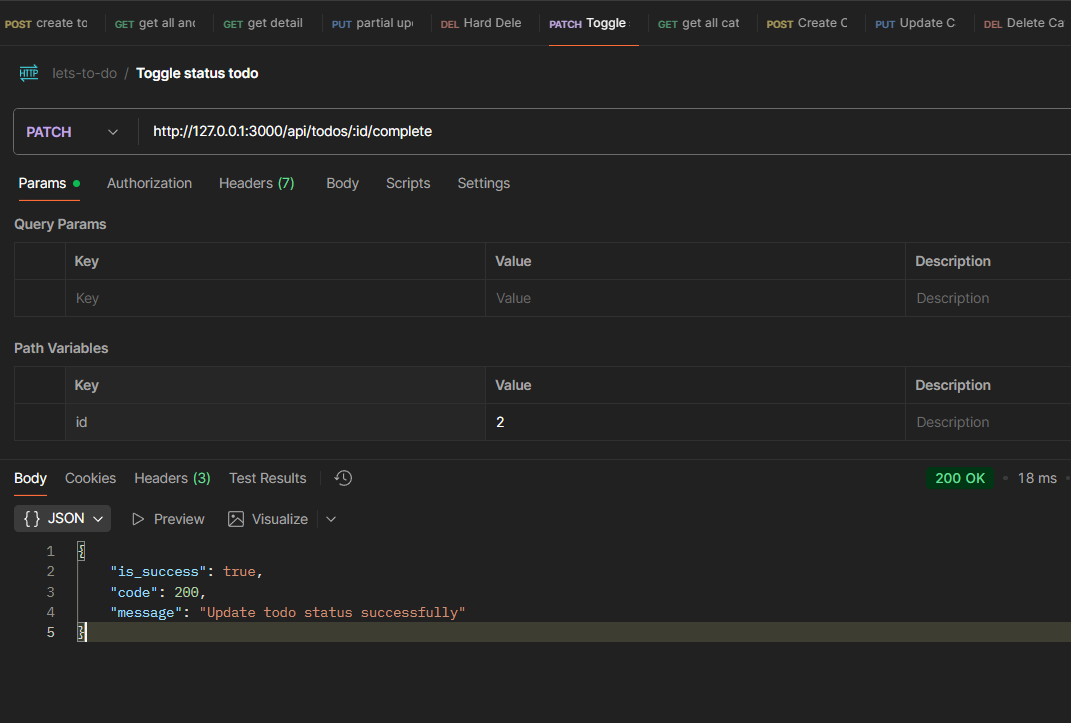 POST create to GET get all and GET get detail PUT partial up DEL Hard Dele PATCH Toggle GET get all cat POST Create C PUT Update C DEL Delete Ca
HTTP lets-to-do / Toggle status todo
PATCH http://127.0.0.1:3000/api/todos/:id/complete
Params Authorization Headers (7) Body Scripts Settings
Query Params
Key Value Description
Key Value Description
Path Variables
Key Value Description
id 2 Description
Body Cookies Headers (3) Test Results 200 OK • 18 ms •
{} JSON Preview Visualize
1 {
2 "is_success": true,
3 "code": 200,
4 "message": "Update todo status successfully"
5 }